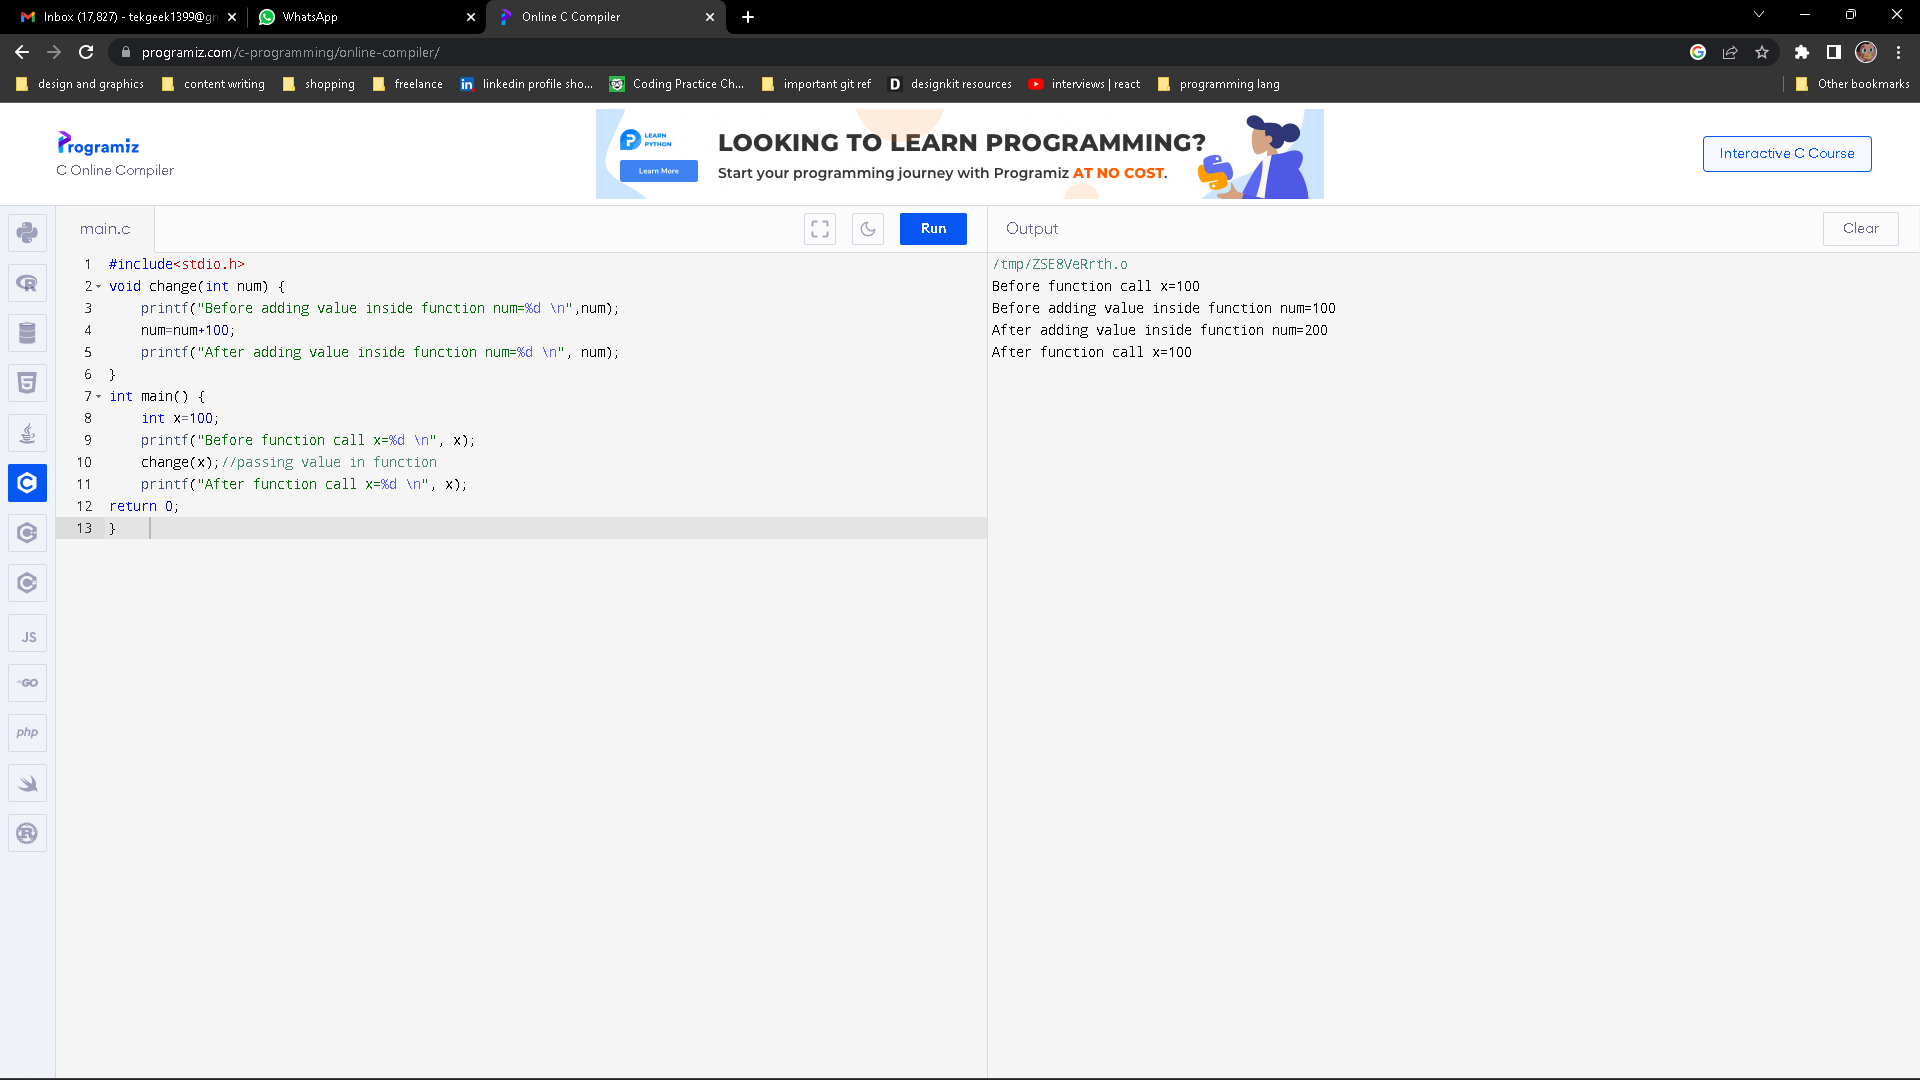 Inbox (17,827) - tekgeek1399@gm
WhatsApp
Online C Compiler
programiz.com/c-programming/online-compiler/
design and graphics
content writing
shopping
freelance
linkedin profile sho...
Coding Practice Ch...
important git ref
designkit resources
interviews | react
programming lang
Other bookmarks
Programiz
C Online Compiler
LEARN
PYTHON
Learn More
LOOKING TO LEARN PROGRAMMING?
Start your programming journey with Programiz AT NO COST.
Interactive C Course
main.c
Run
Output
Clear
1 #include<stdio.h>
2 void change(int num) {
3     printf("Before adding value inside function num=%d \n",num);
4     num=num+100;
5     printf("After adding value inside function num=%d \n", num);
6 }
7 int main() {
8     int x=100;
9     printf("Before function call x=%d \n", x);
10     change(x);//passing value in function
11     printf("After function call x=%d \n", x);
12 return 0;
13 }
/tmp/ZSE8VeRrth.o
Before function call x=100
Before adding value inside function num=100
After adding value inside function num=200
After function call x=100
JS
GO
php